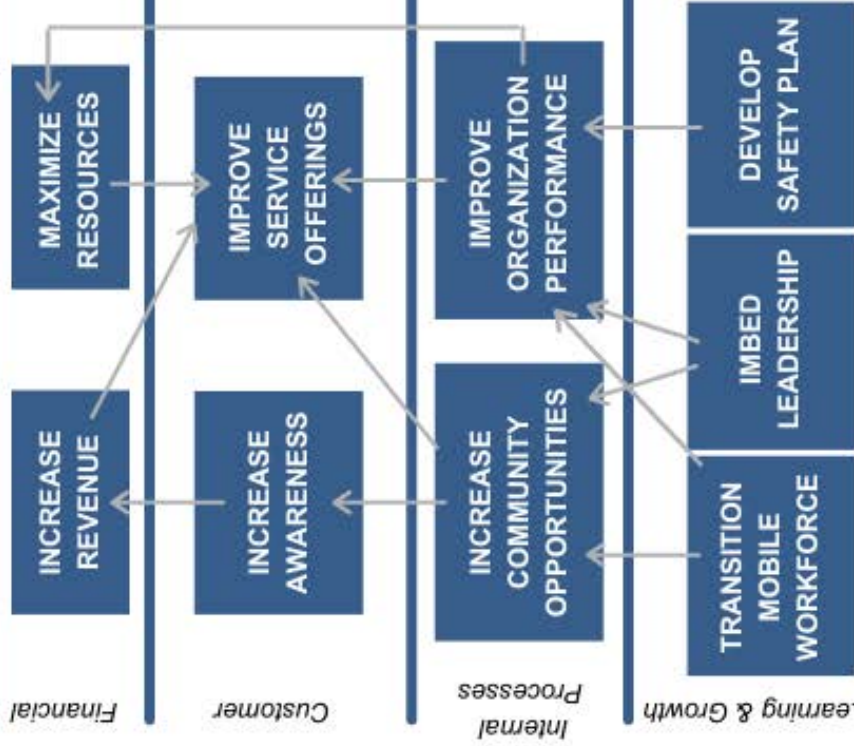 Financial
INCREASE
REVENUE
MAXIMIZE
RESOURCES
Customer
INCREASE
AWARENESS
IMPROVE
SERVICE
OFFERINGS
Internal
Processes
INCREASE
COMMUNITY
OPPORTUNITIES
IMPROVE
ORGANIZATION
PERFORMANCE
Learning & Growth
TRANSITION
MOBILE
WORKFORCE
IMBED
LEADERSHIP
DEVELOP
SAFETY PLAN